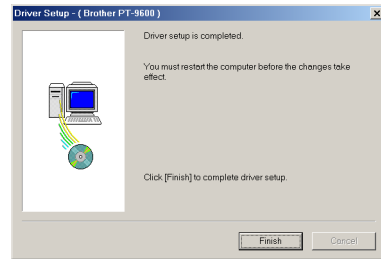 Driver Setup - ( Brother PT-9600 )
Driver setup is completed.
You must restart the computer before the changes take
effect.
Click [Finish] to complete driver setup.
Finish
Cancel